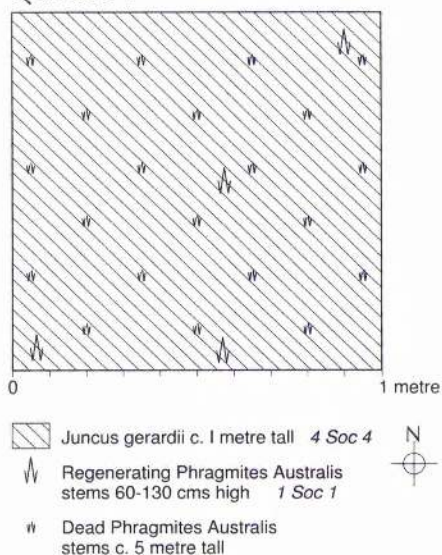 0
1 metre
Juncus gerardii c. I metre tall 4 Soc 4
N
Regenerating Phragmites Australis
stems 60-130 cms high 1 Soc 1
Dead Phragmites Australis
stems c. 5 metre tall